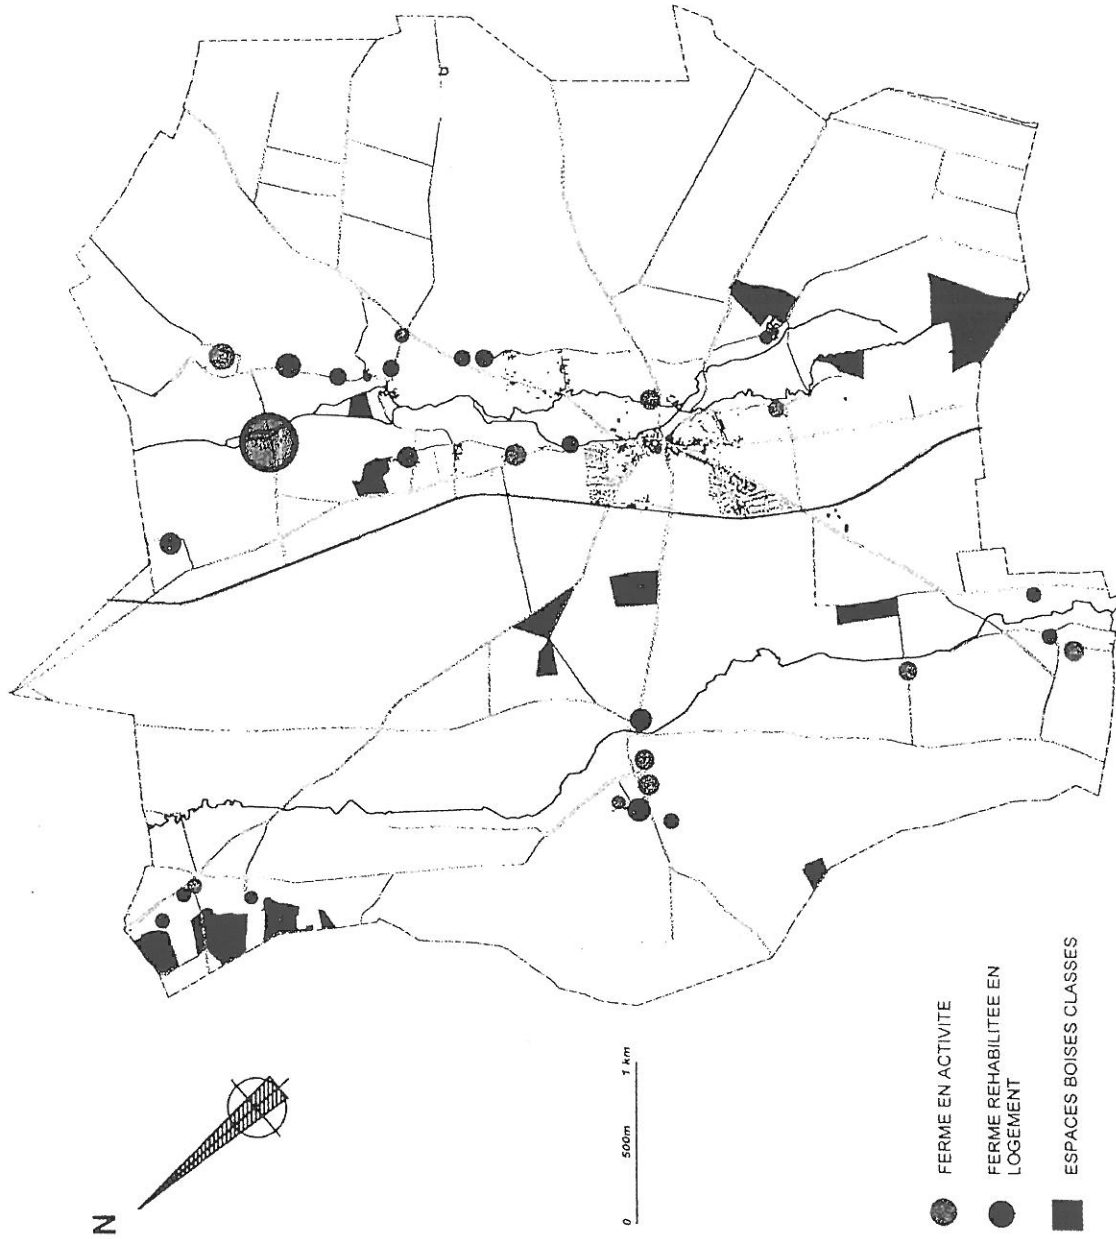 N
0 500m 1 km
FERME EN ACTIVITE
FERME REHABILITEE EN
LOGEMENT
ESPACES BOISES CLASSES